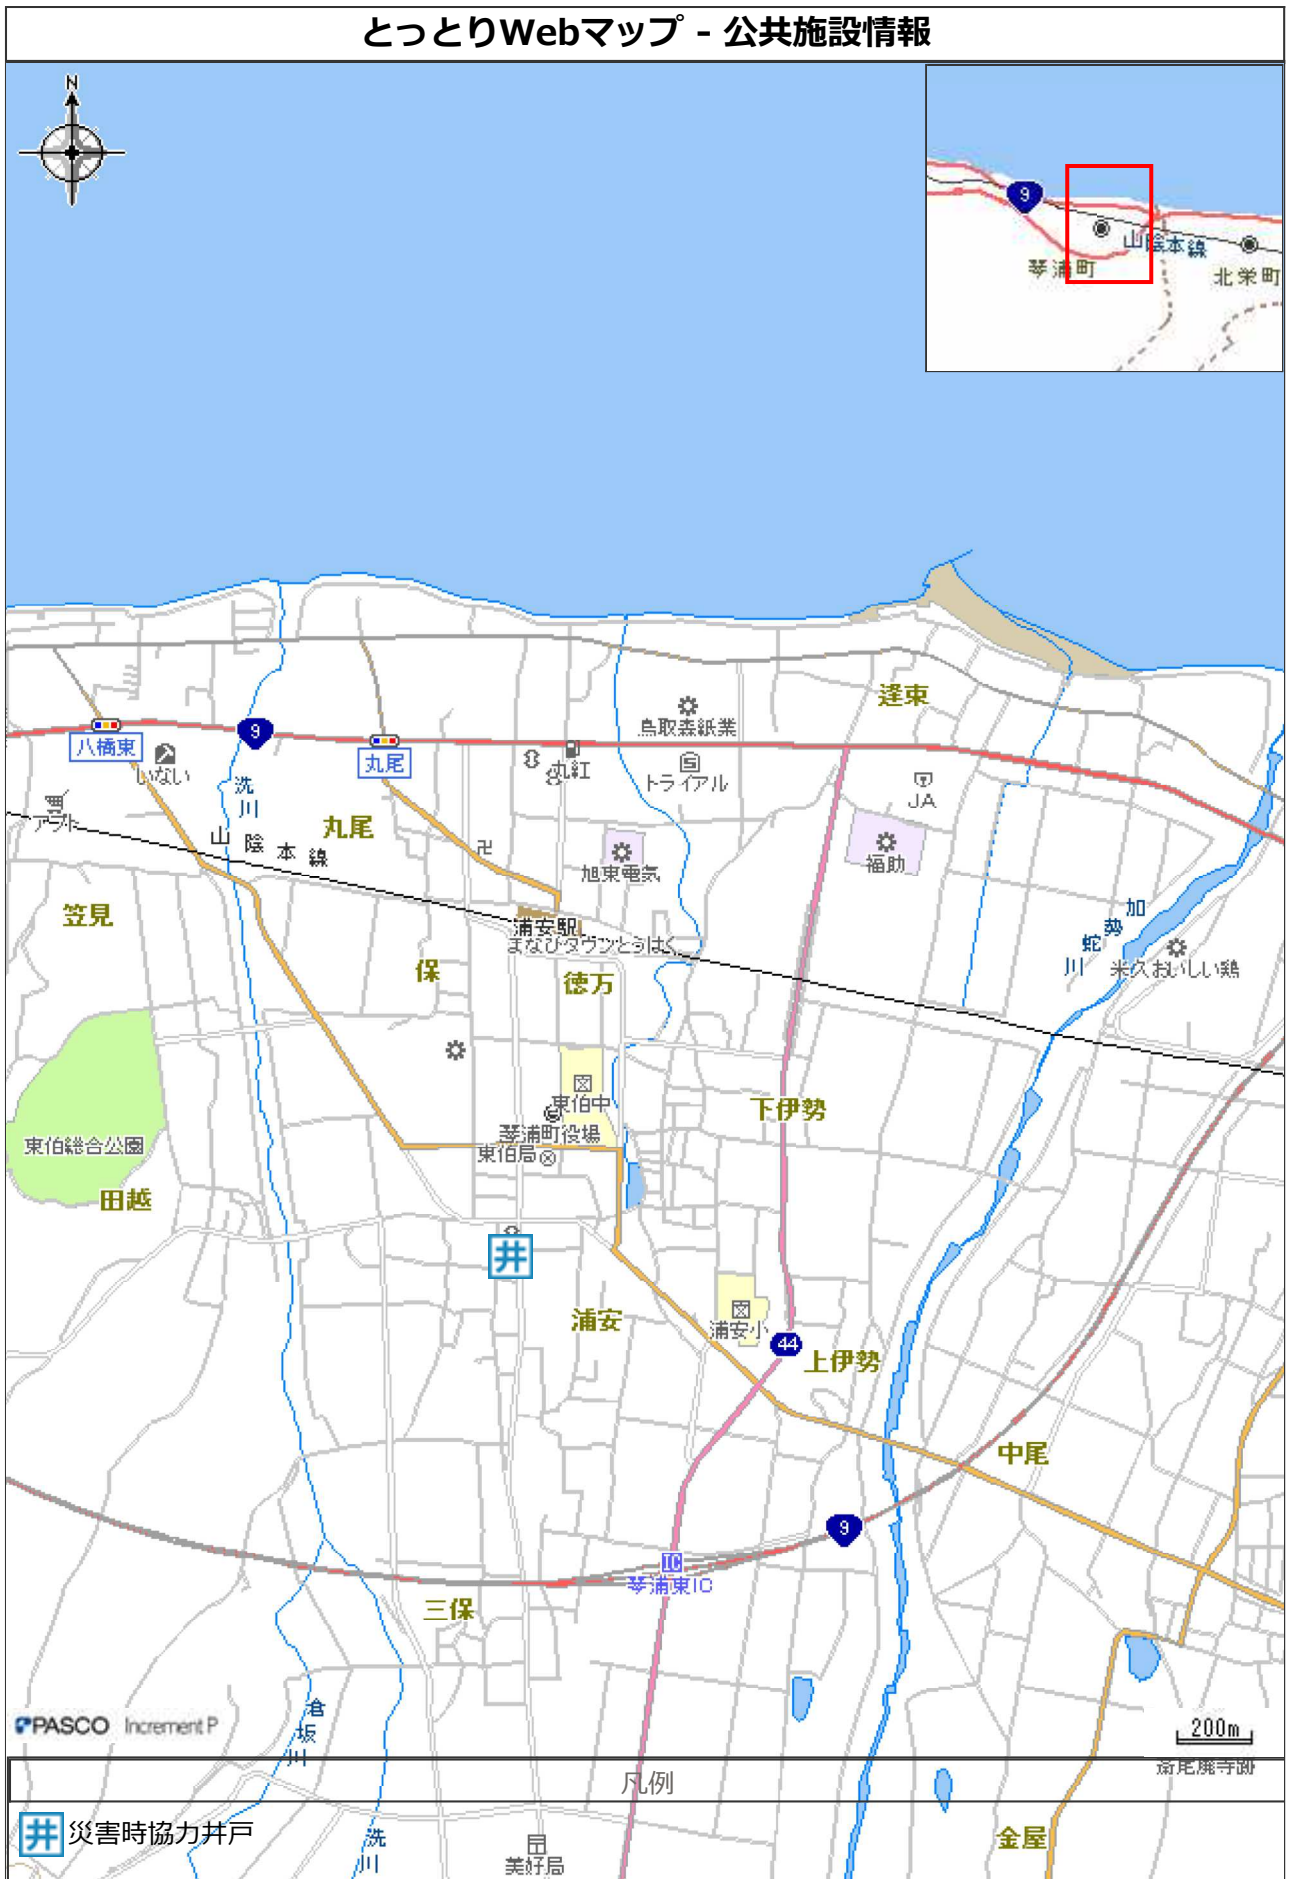 とっとりWebマップ - 公共施設情報
N
9
山陰本線
琴浦町
北栄町
逢東
鳥取森紙業
9
八橋東
丸尾
丸紅
いない
トライアル
JA
洗川
アプト
丸尾
山陰本線
卍
旭東電気
福助
笠見
浦安駅
まなびタウンとうはく
加勢蛇川
米久おいしい鶏
保
徳万
東伯中
下伊勢
琴浦町役場
東伯総合公園
東伯局
田越
井
浦安
浦安小
44
上伊勢
中尾
9
IC
琴浦東IC
三保
倉坂川
PASCO Increment P
200m
斎尾廃寺跡
凡例
井 災害時協力井戸
洗川
美好局
金屋